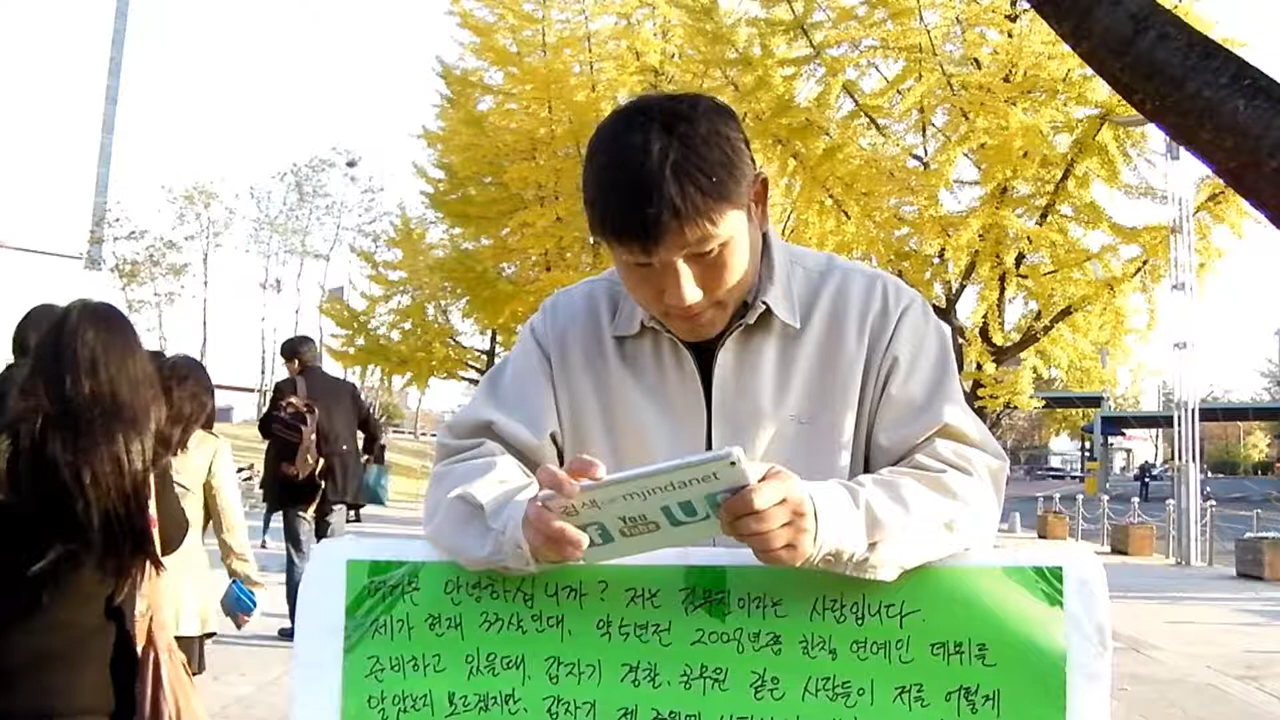 검색 mjindanet
f You Tube U
여러분 안녕하십니까? 저는 김무진이라는 사람입니다.
제가 현재 33살인데, 약 5년전 2008년쯤 한창 연예인 데뷔를
준비하고 있을때, 갑자기 경찰, 공무원 같은 사람들이 저를 어떻게
알았는지 모르겠지만, 갑자기 제